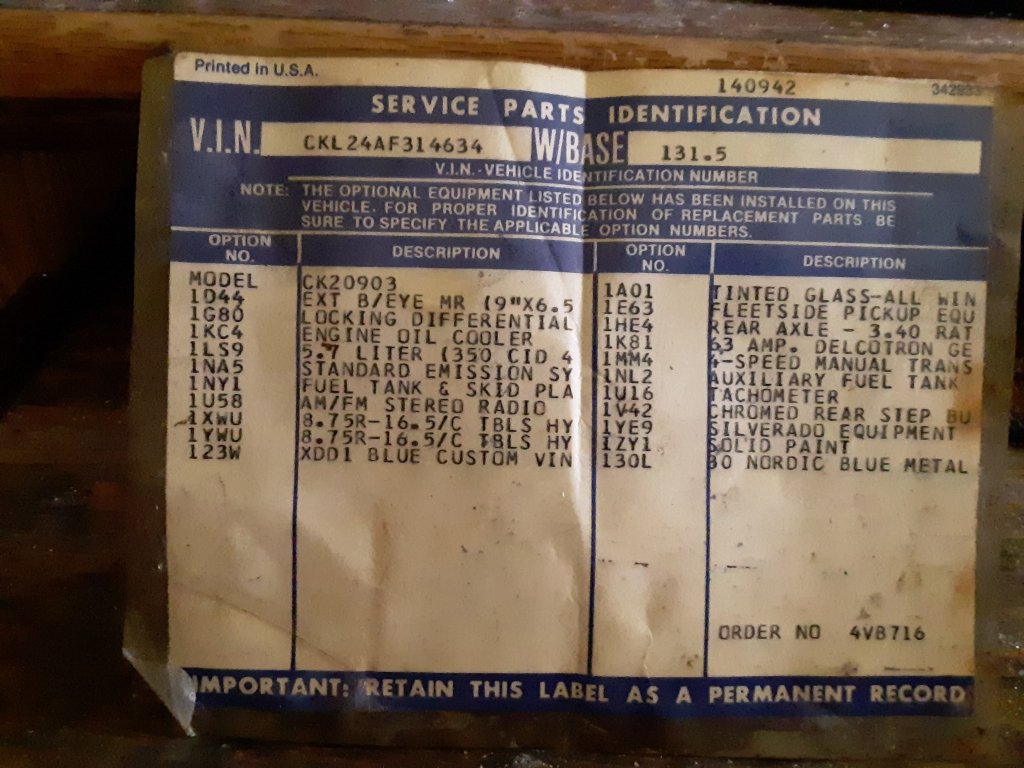 Printed in U.S.A.
140942
SERVICE PARTS IDENTIFICATION
V.I.N. CKL24AF314634 W/BASE 131.5
V.I.N.-VEHICLE IDENTIFICATION NUMBER
NOTE: THE OPTIONAL EQUIPMENT LISTED BELOW HAS BEEN INSTALLED ON THIS
VEHICLE. FOR PROPER IDENTIFICATION OF REPLACEMENT PARTS BE
SURE TO SPECIFY THE APPLICABLE OPTION NUMBERS.
OPTION NO. DESCRIPTION
MODEL CK20903
1D44 EXT B/EYE MR (9"X6.5
1G80 LOCKING DIFFERENTIAL
1KC4 ENGINE OIL COOLER
1LS9 5.7 LITER (350 CID 4
1NA5 STANDARD EMISSION SY
1NY1 FUEL TANK & SKID PLA
1U58 AM/FM STEREO RADIO
1XWU 8.75R-16.5/C TBLS HY
1YWU 8.75R-16.5/C TBLS HY
123W XDD1 BLUE CUSTOM VIN
OPTION NO. DESCRIPTION
1A01 TINTED GLASS-ALL WIN
1E63 FLEETSIDE PICKUP EQU
1HE4 REAR AXLE - 3.40 RAT
1K81 63 AMP. DELCOTRON GE
1MM4 4-SPEED MANUAL TRANS
1NL2 AUXILIARY FUEL TANK
1U16 TACHOMETER
1V42 CHROMED REAR STEP BU
1YE9 SILVERADO EQUIPMENT
1ZY1 SOLID PAINT
130L 30 NORDIC BLUE METAL
ORDER NO 4VB716
IMPORTANT: RETAIN THIS LABEL AS A PERMANENT RECORD